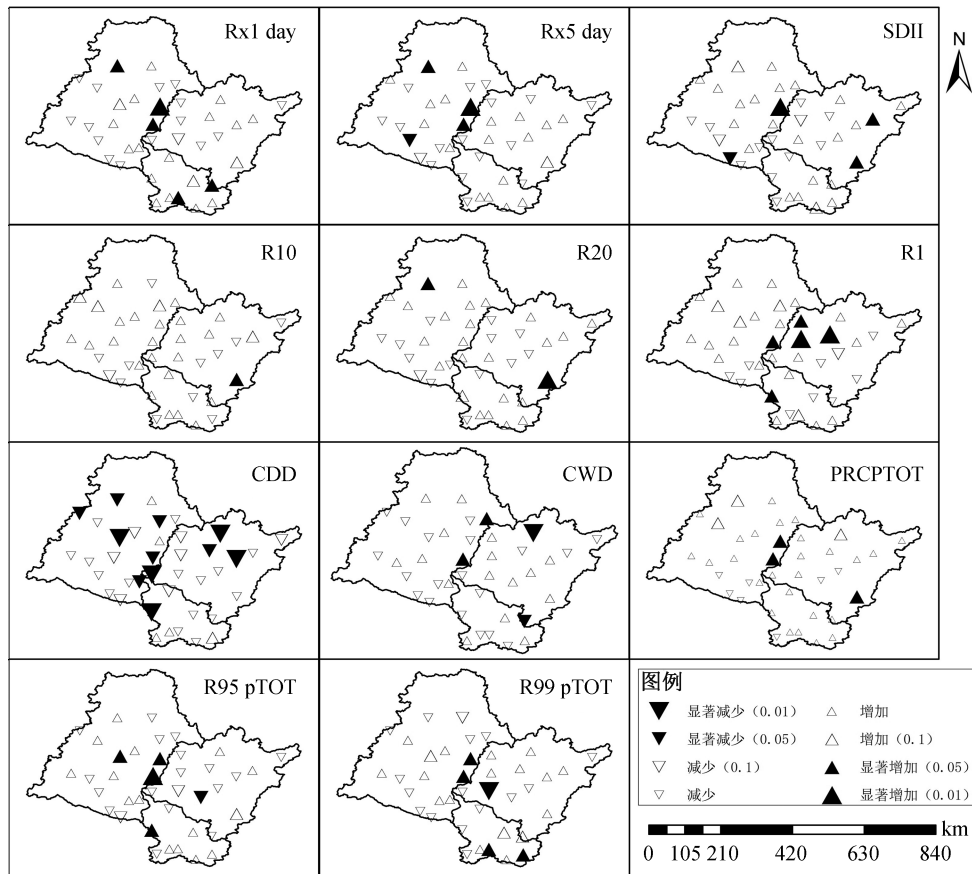 Rx1 day
Rx5 day
SDII
N
R10
R20
R1
CDD
CWD
PRCPTOT
R95 pTOT
R99 pTOT
图例
显著减少（0.01）
增加
显著减少（0.05）
增加（0.1）
减少（0.1）
显著增加（0.05）
减少
显著增加（0.01）
km
0 105 210 420 630 840